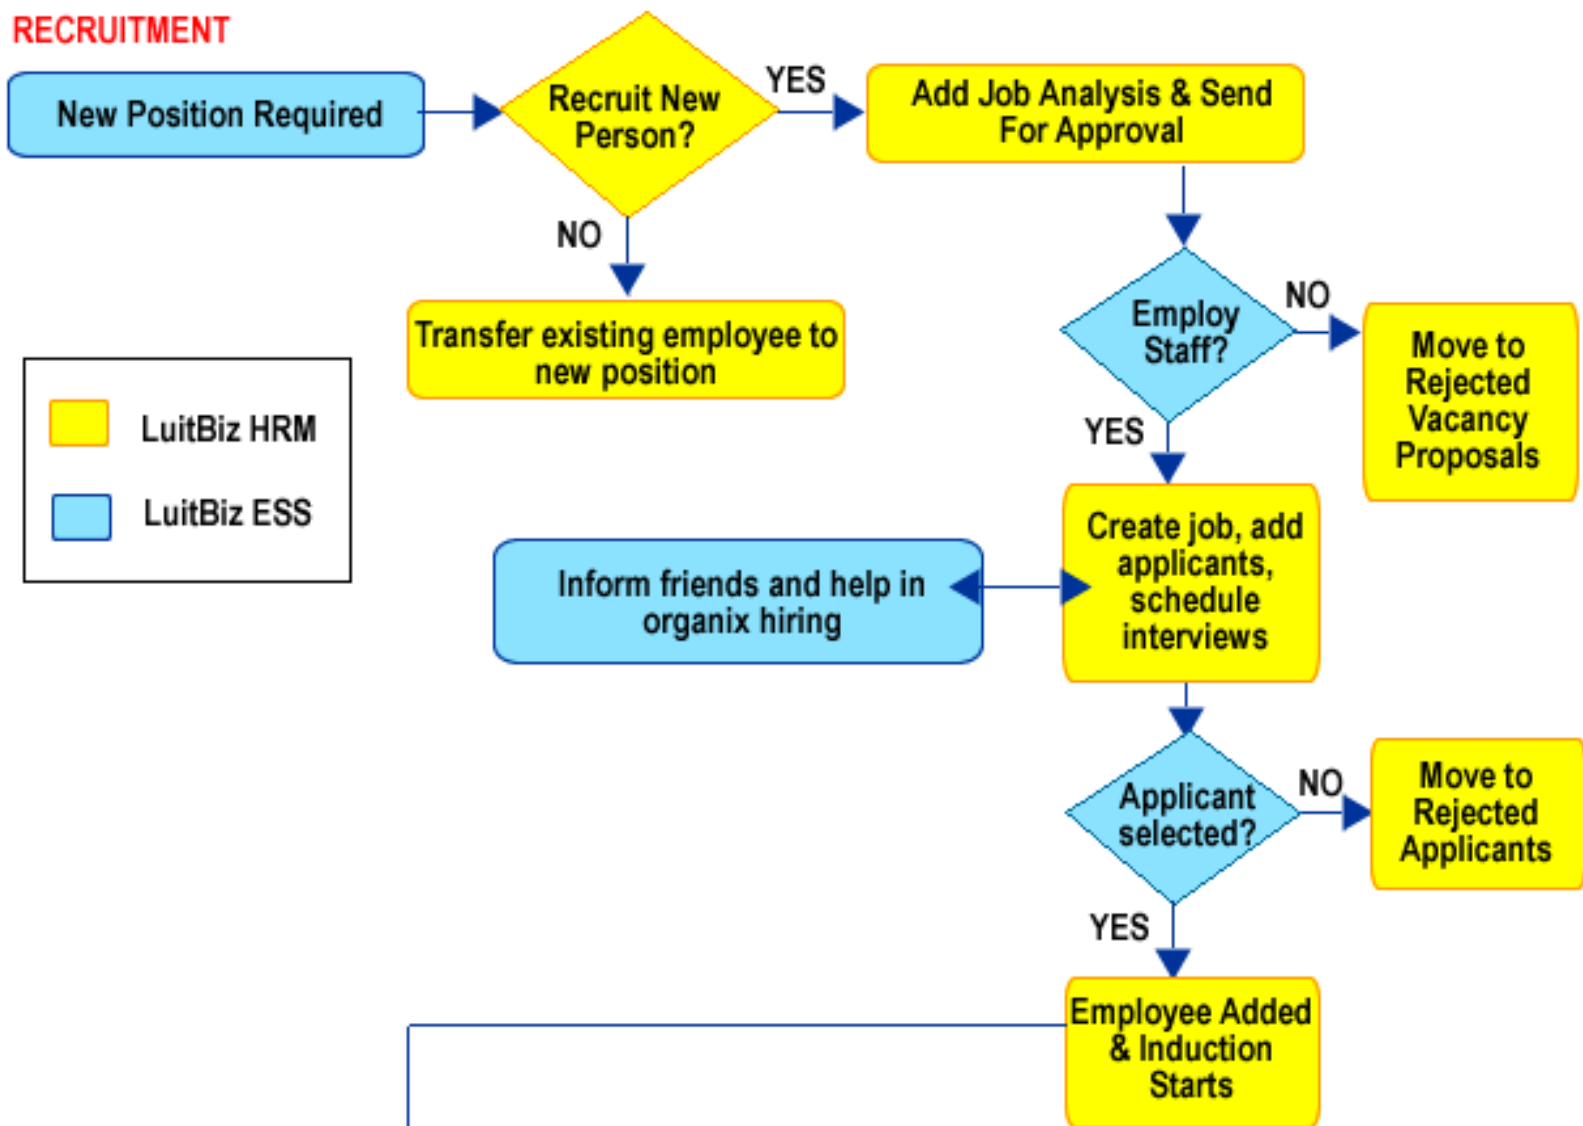 RECRUITMENT
New Position Required
Recruit New
Person?
YES
Add Job Analysis & Send
For Approval
NO
Transfer existing employee to
new position
Employ
Staff?
NO
Move to
Rejected
Vacancy
Proposals
YES
LuitBiz HRM
LuitBiz ESS
Create job, add
applicants,
schedule
interviews
Inform friends and help in
organix hiring
Applicant
selected?
NO
Move to
Rejected
Applicants
YES
Employee Added
& Induction
Starts